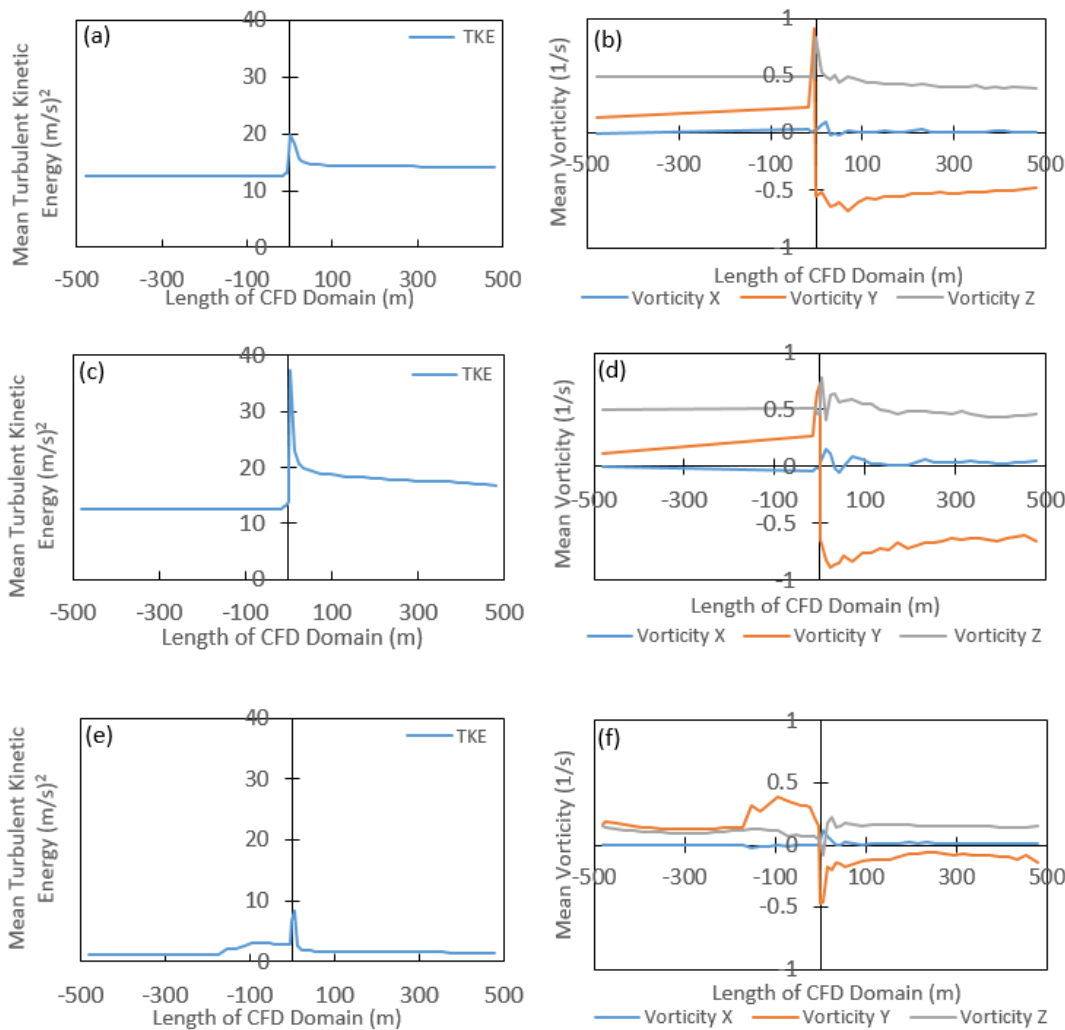 (a)
TKE
Mean Turbulent Kinetic
Energy (m/s)²
40
30
20
10
0
-500 -300 -100 100 300 500
Length of CFD Domain (m)
(b)
Mean Vorticity (1/s)
1
0.5
0
-0.5
-1
-500 -300 -100 100 300 500
Length of CFD Domain (m)
Vorticity X Vorticity Y Vorticity Z
(c)
TKE
Mean Turbulent Kinetic
Energy (m/s)²
40
30
20
10
0
-500 -300 -100 100 300 500
Length of CFD Domain (m)
(d)
Mean Vorticity (1/s)
1
0.5
0
-0.5
-1
-500 -300 -100 100 300 500
Length of CFD Domain (m)
Vorticity X Vorticity Y Vorticity Z
(e)
TKE
Mean Turbulent Kinetic
Energy (m/s)²
40
30
20
10
0
-500 -300 -100 100 300 500
Length of CFD Domain (m)
(f)
Mean Vorticity (1/s)
1
0.5
0
-0.5
-1
-500 -300 -100 100 300 500
Length of CFD Domain (m)
Vorticity X Vorticity Y Vorticity Z